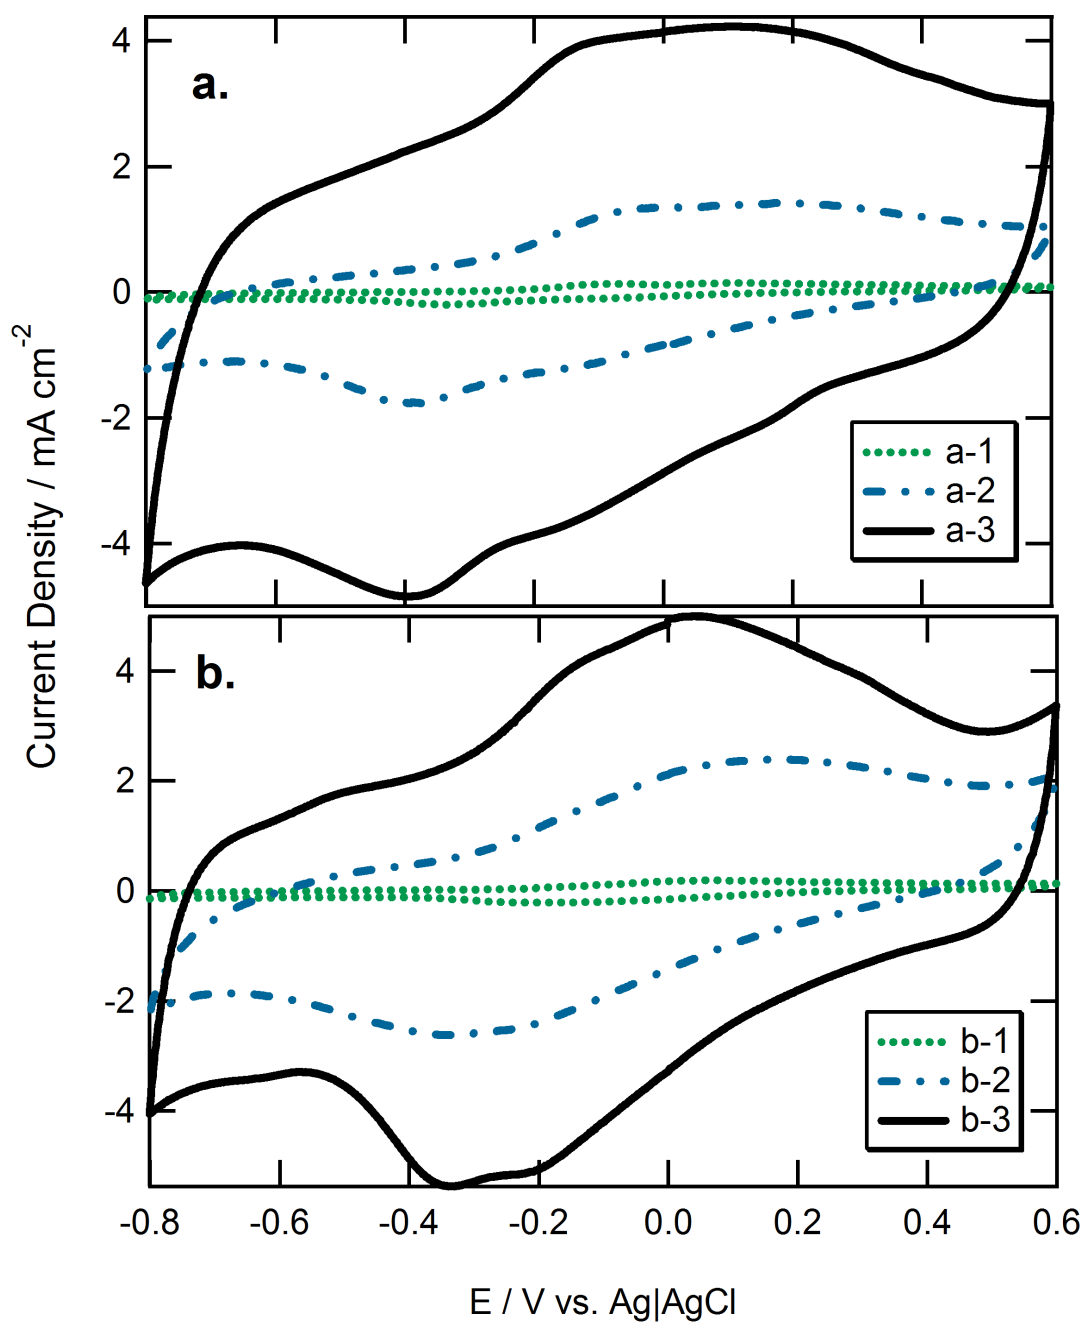 a.
4
2
0
-2
-4
a-1
a-2
a-3
Current Density / mA cm-2
b.
4
2
0
-2
-4
b-1
b-2
b-3
-0.8 -0.6 -0.4 -0.2 0.0 0.2 0.4 0.6
E / V vs. Ag|AgCl